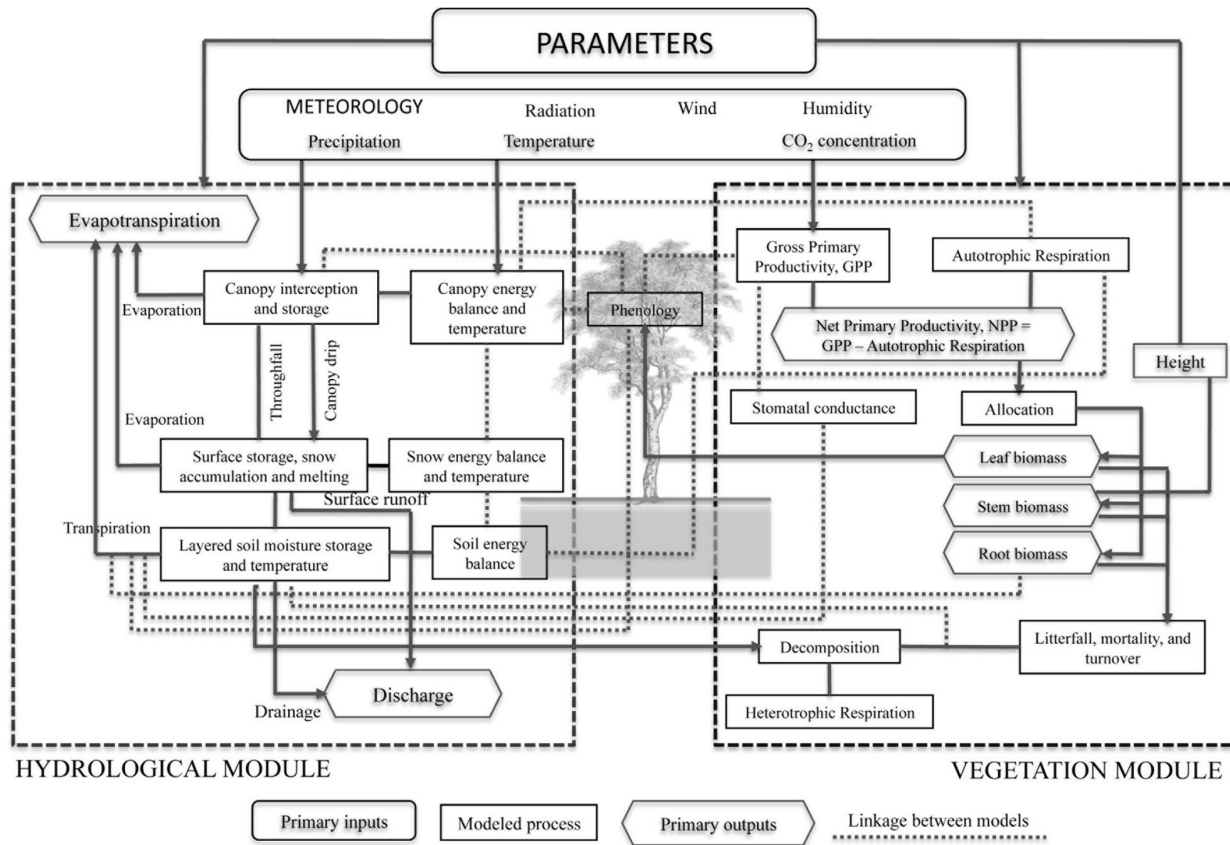 PARAMETERS
METEOROLOGY Radiation Wind Humidity
Precipitation Temperature CO₂ concentration
Evapotranspiration
Evaporation
Canopy interception
and storage
Canopy energy
balance and
temperature
Phenology
Gross Primary
Productivity, GPP
Autotrophic Respiration
Net Primary Productivity, NPP =
GPP – Autotrophic Respiration
Height
Throughfall
Canopy drip
Stomatal conductance
Allocation
Evaporation
Surface storage, snow
accumulation and melting
Snow energy balance
and temperature
Surface runoff
Leaf biomass
Stem biomass
Root biomass
Transpiration
Layered soil moisture storage
and temperature
Soil energy
balance
Decomposition
Litterfall, mortality, and
turnover
Heterotrophic Respiration
Discharge
Drainage
HYDROLOGICAL MODULE
VEGETATION MODULE
Primary inputs
Modeled process
Primary outputs
Linkage between models